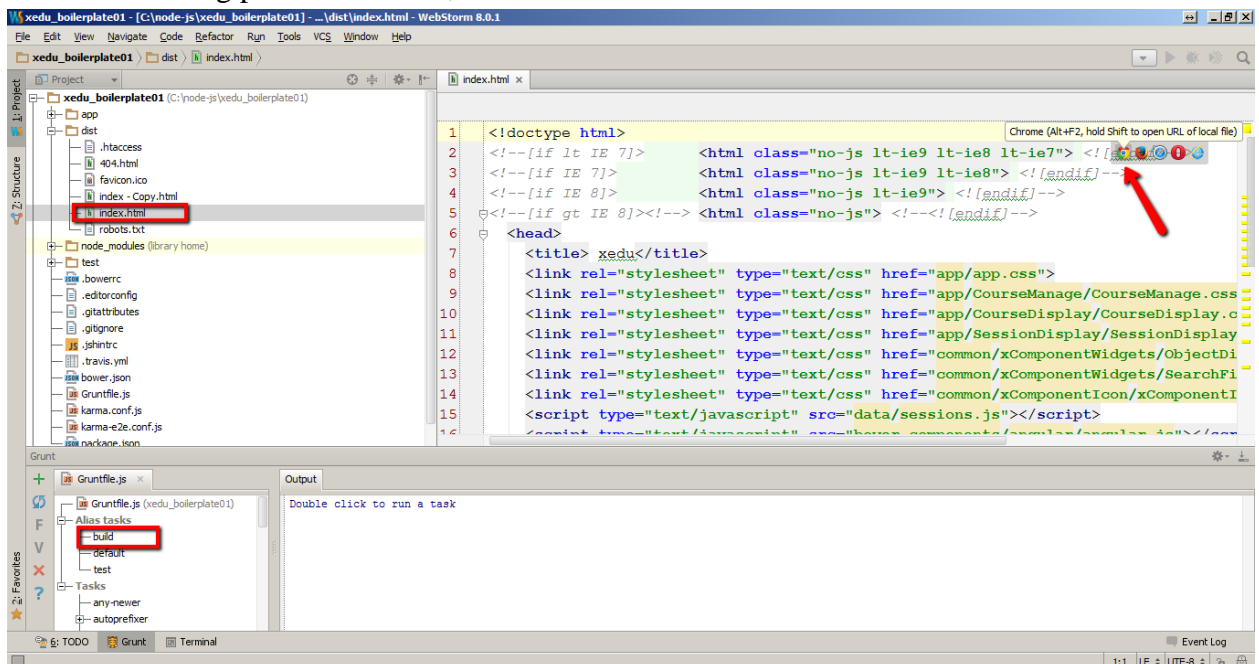 xedu_boilerplate01 - [C:\node-js\xedu_boilerplate01] - ...\dist\index.html - WebStorm 8.0.1
File Edit View Navigate Code Refactor Run Tools VCS Window Help
xedu_boilerplate01 dist index.html
1: Project
Z: Structure
2: Favorites
Project
xedu_boilerplate01 (C:\node-js\xedu_boilerplate01)
app
dist
.htaccess
404.html
favicon.ico
index - Copy.html
index.html
robots.txt
node_modules (library home)
test
.bowerrc
.editorconfig
.gitattributes
.gitignore
.jshintrc
.travis.yml
bower.json
Gruntfile.js
karma.conf.js
karma-e2e.conf.js
package.json
index.html
Chrome (Alt+F2, hold Shift to open URL of local file)
1 <!doctype html>
2 <!--[if lt IE 7]> <html class="no-js lt-ie9 lt-ie8 lt-ie7"> <![
3 <!--[if IE 7]> <html class="no-js lt-ie9 lt-ie8"> <![endif]--
4 <!--[if IE 8]> <html class="no-js lt-ie9"> <![endif]-->
5 <!--[if gt IE 8]><!--> <html class="no-js"> <!--<![endif]-->
6 <head>
7 <title> xedu</title>
8 <link rel="stylesheet" type="text/css" href="app/app.css">
9 <link rel="stylesheet" type="text/css" href="app/CourseManage/CourseManage.css
10 <link rel="stylesheet" type="text/css" href="app/CourseDisplay/CourseDisplay.c
11 <link rel="stylesheet" type="text/css" href="app/SessionDisplay/SessionDisplay
12 <link rel="stylesheet" type="text/css" href="common/xComponentWidgets/ObjectDi
13 <link rel="stylesheet" type="text/css" href="common/xComponentWidgets/SearchFi
14 <link rel="stylesheet" type="text/css" href="common/xComponentIcon/xComponentI
15 <script type="text/javascript" src="data/sessions.js"></script>
Grunt
Gruntfile.js
Output
Gruntfile.js (xedu_boilerplate01)
Alias tasks
build
default
test
Tasks
any-newer
autoprefixer
Double click to run a task
6: TODO Grunt Terminal Event Log
1:1 LF UTF-8